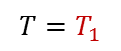 T = T₁